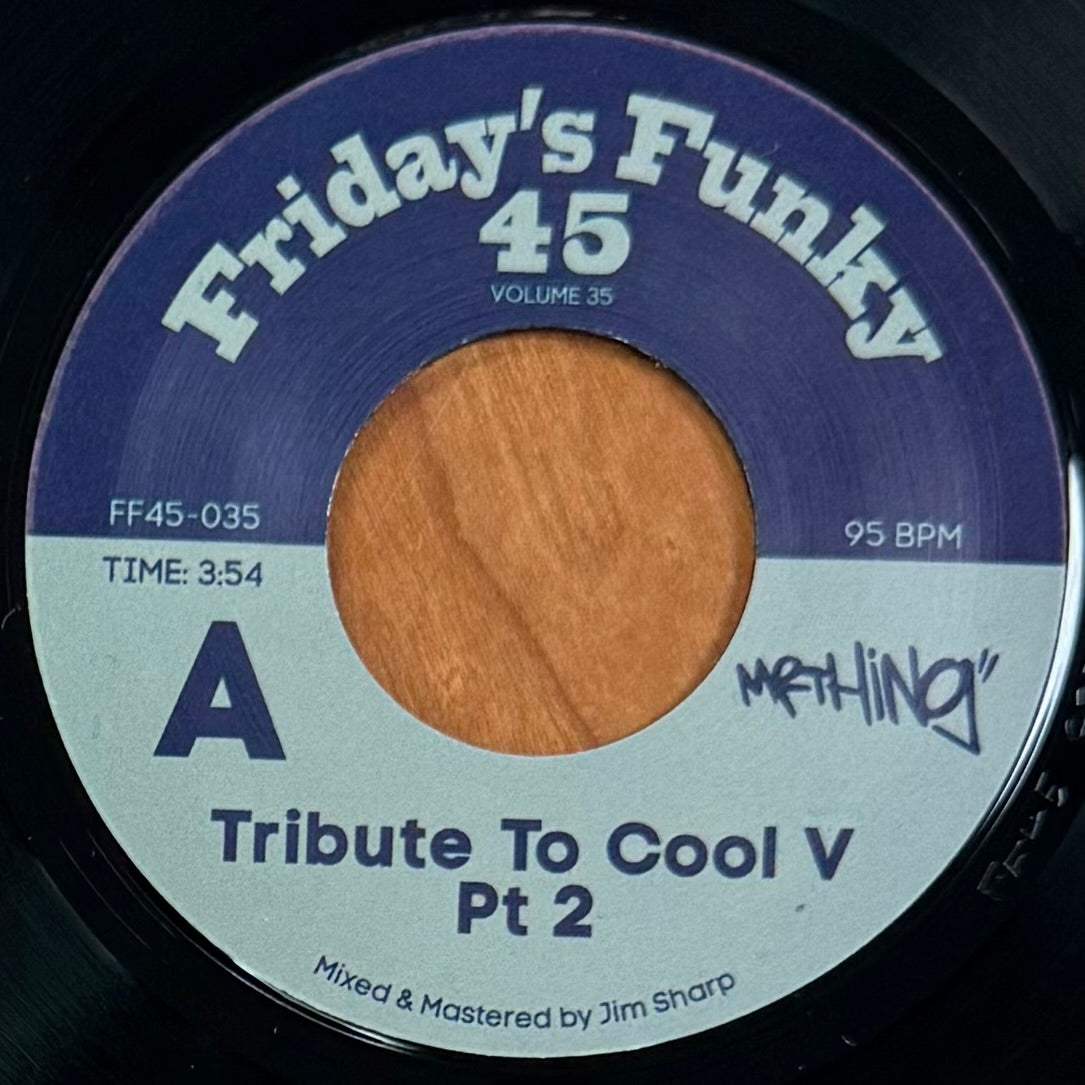 Friday's Funky
45
VOLUME 35
FF45-035
95 BPM
TIME: 3:54
A
MRTHING"
Tribute To Cool V
Pt 2
Mixed & Mastered by Jim Sharp